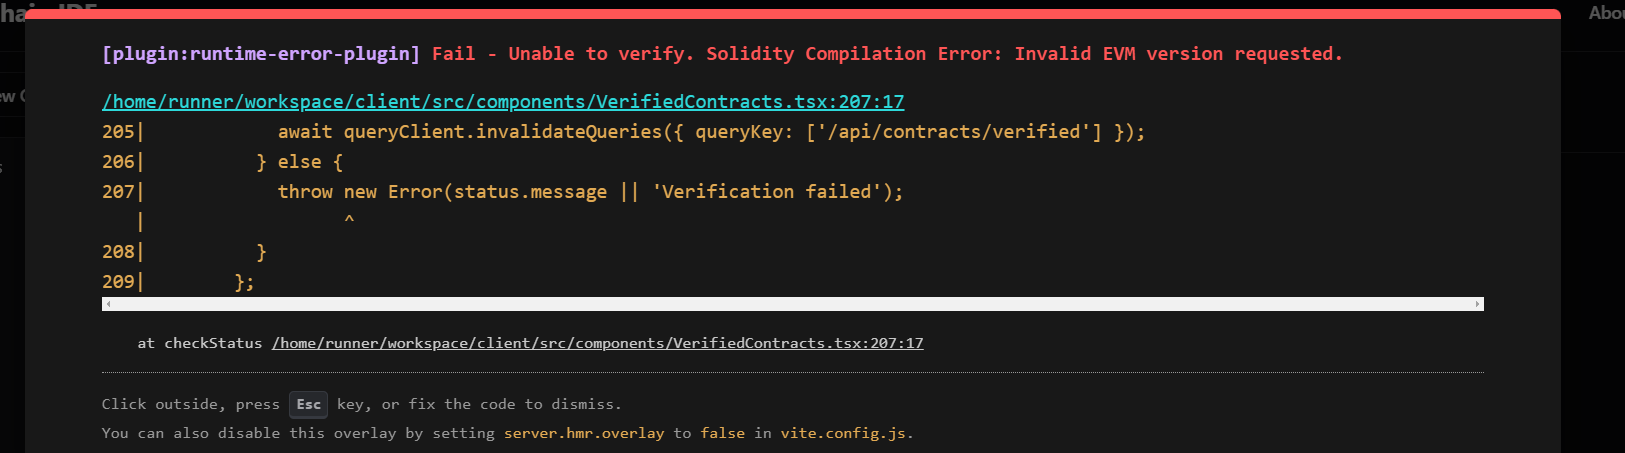 Abou
[plugin:runtime-error-plugin] Fail - Unable to verify. Solidity Compilation Error: Invalid EVM version requested.
/home/runner/workspace/client/src/components/VerifiedContracts.tsx:207:17
205|            await queryClient.invalidateQueries({ queryKey: ['/api/contracts/verified'] });
206|          } else {
207|            throw new Error(status.message || 'Verification failed');
   |                  ^
208|          }
209|        };
at checkStatus /home/runner/workspace/client/src/components/VerifiedContracts.tsx:207:17
Click outside, press Esc key, or fix the code to dismiss.
You can also disable this overlay by setting server.hmr.overlay to false in vite.config.js.